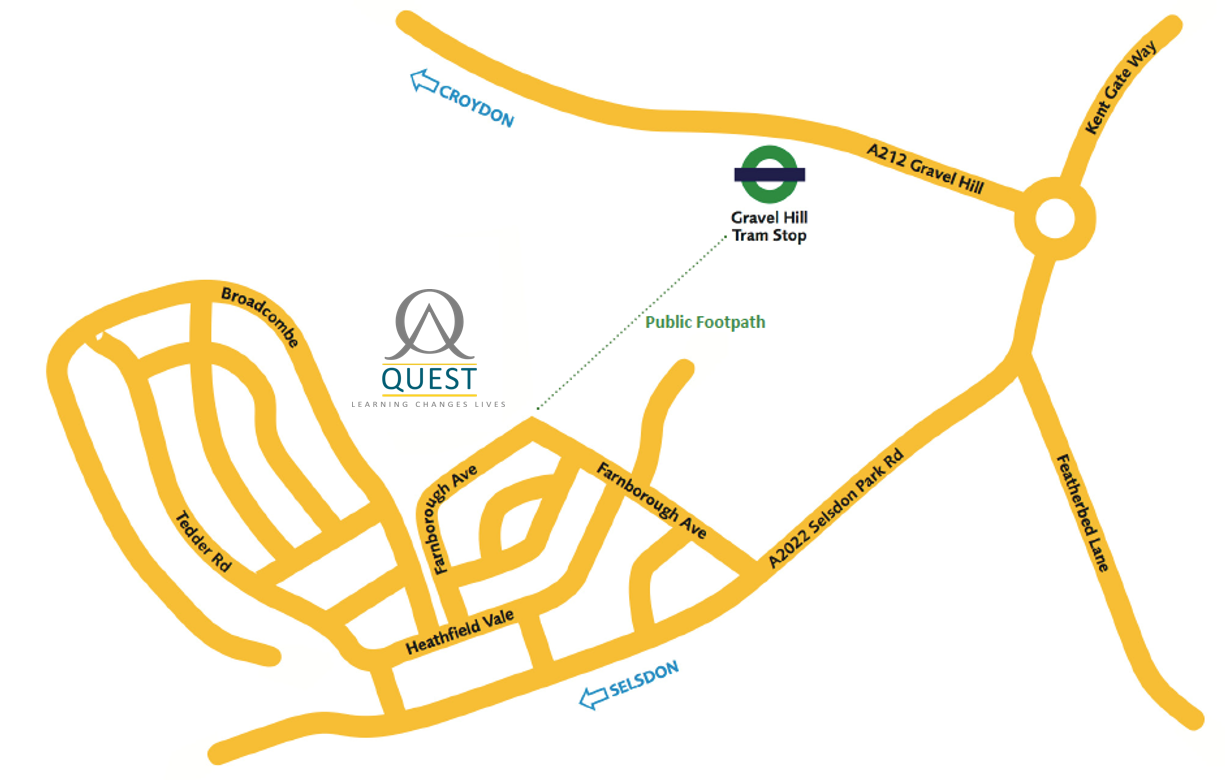 Kent Gate Way
CROYDON
A212 Gravel Hill
Gravel Hill
Tram Stop
Broadcombe
Public Footpath
QUEST
LEARNING CHANGES LIVES
Farnborough Ave
Farnborough Ave
A2022 Selsdon Park Rd
Featherbed Lane
Tedder Rd
Heathfield Vale
SELSDON